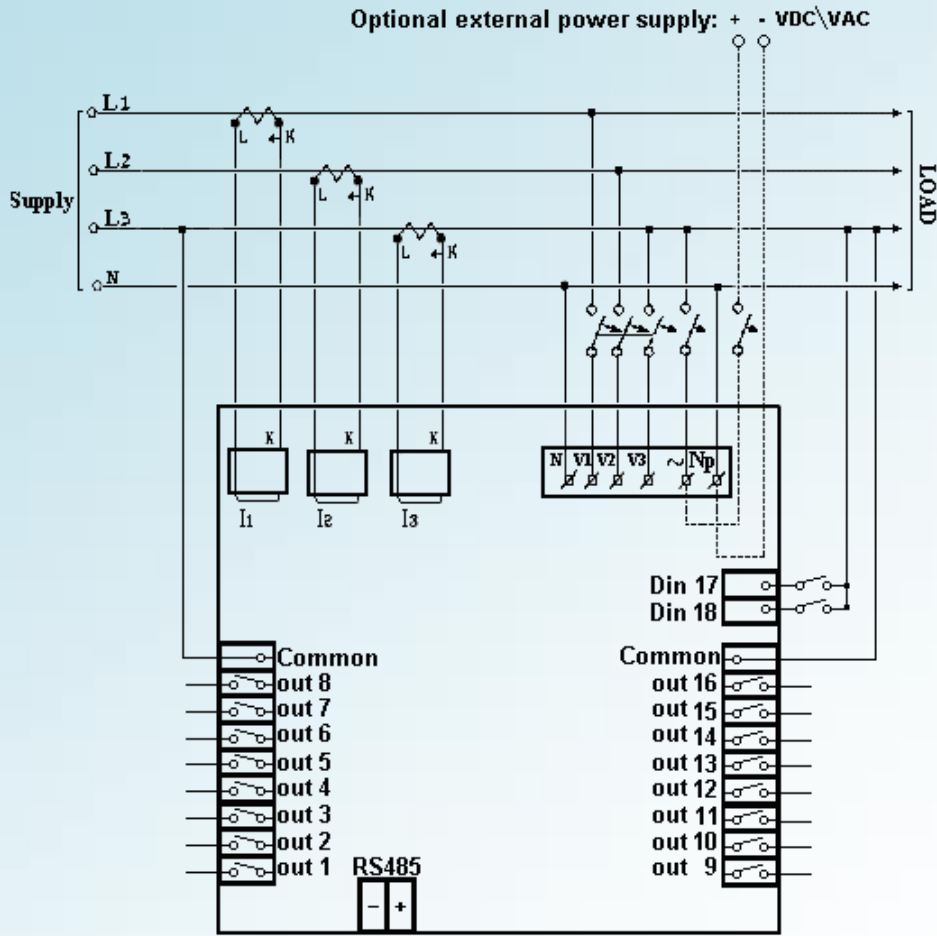 Optional external power supply: + - VDC\VAC
L1
L K
L2
L K
Supply
L3
L K
LOAD
N
K K K
N V1 V2 V3 ~ Np
I1 I2 I3
Din 17
Din 18
Common
out 8
out 7
out 6
out 5
out 4
out 3
out 2
out 1
Common
out 16
out 15
out 14
out 13
out 12
out 11
out 10
out 9
RS485
- +